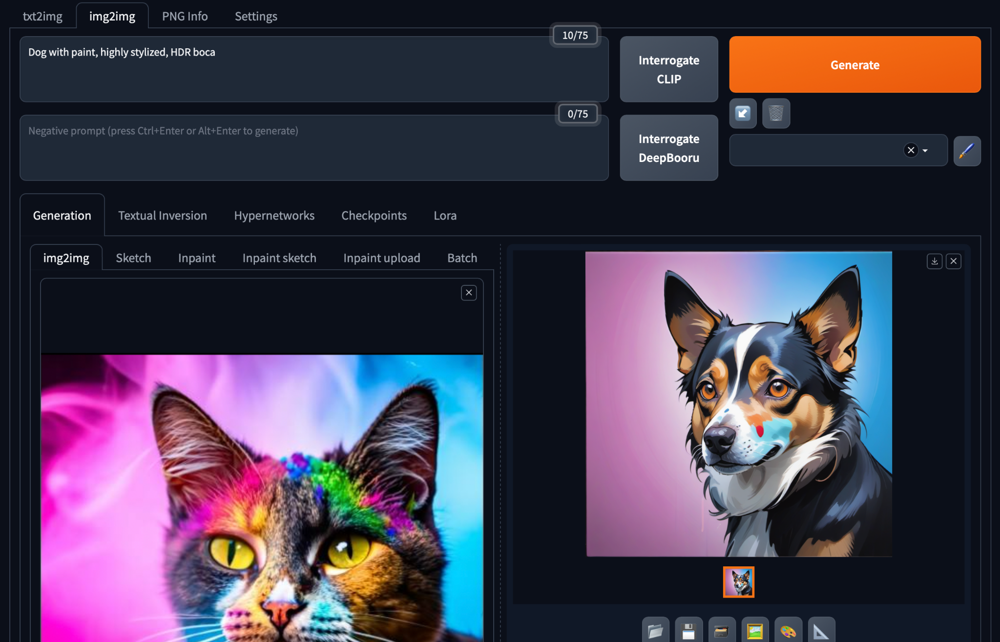 txt2img
img2img
PNG Info
Settings
10/75
Dog with paint, highly stylized, HDR boca
Interrogate
CLIP
Generate
0/75
Negative prompt (press Ctrl+Enter or Alt+Enter to generate)
Interrogate
DeepBooru
Generation
Textual Inversion
Hypernetworks
Checkpoints
Lora
img2img
Sketch
Inpaint
Inpaint sketch
Inpaint upload
Batch